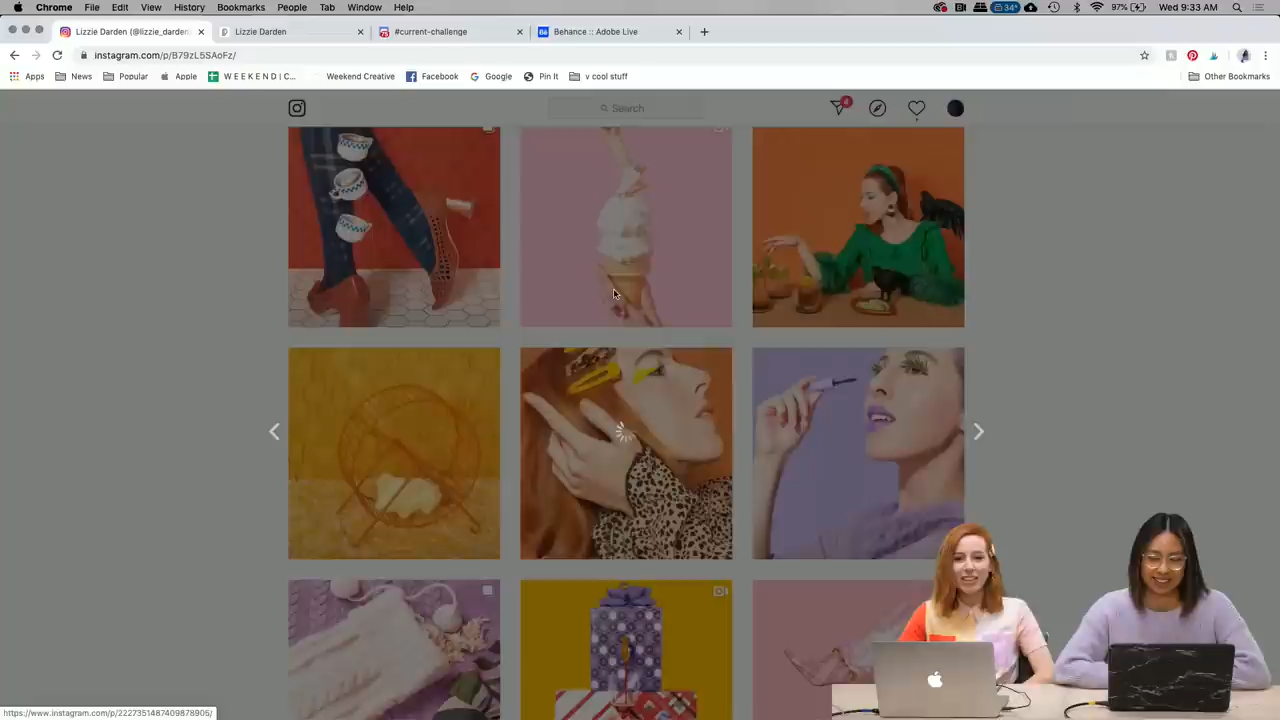 Chrome File Edit View History Bookmarks People Tab Window Help 34° 97% Wed 9:33 AM
Lizzie Darden (@lizzie_darden Lizzie Darden #current-challenge Behance :: Adobe Live
instagram.com/p/B79zL5SAoFz/
Apps News Popular Apple W E E K E N D | C... Weekend Creative Facebook Google Pin It v cool stuff Other Bookmarks
Search
https://www.instagram.com/p/2227351487409878905/